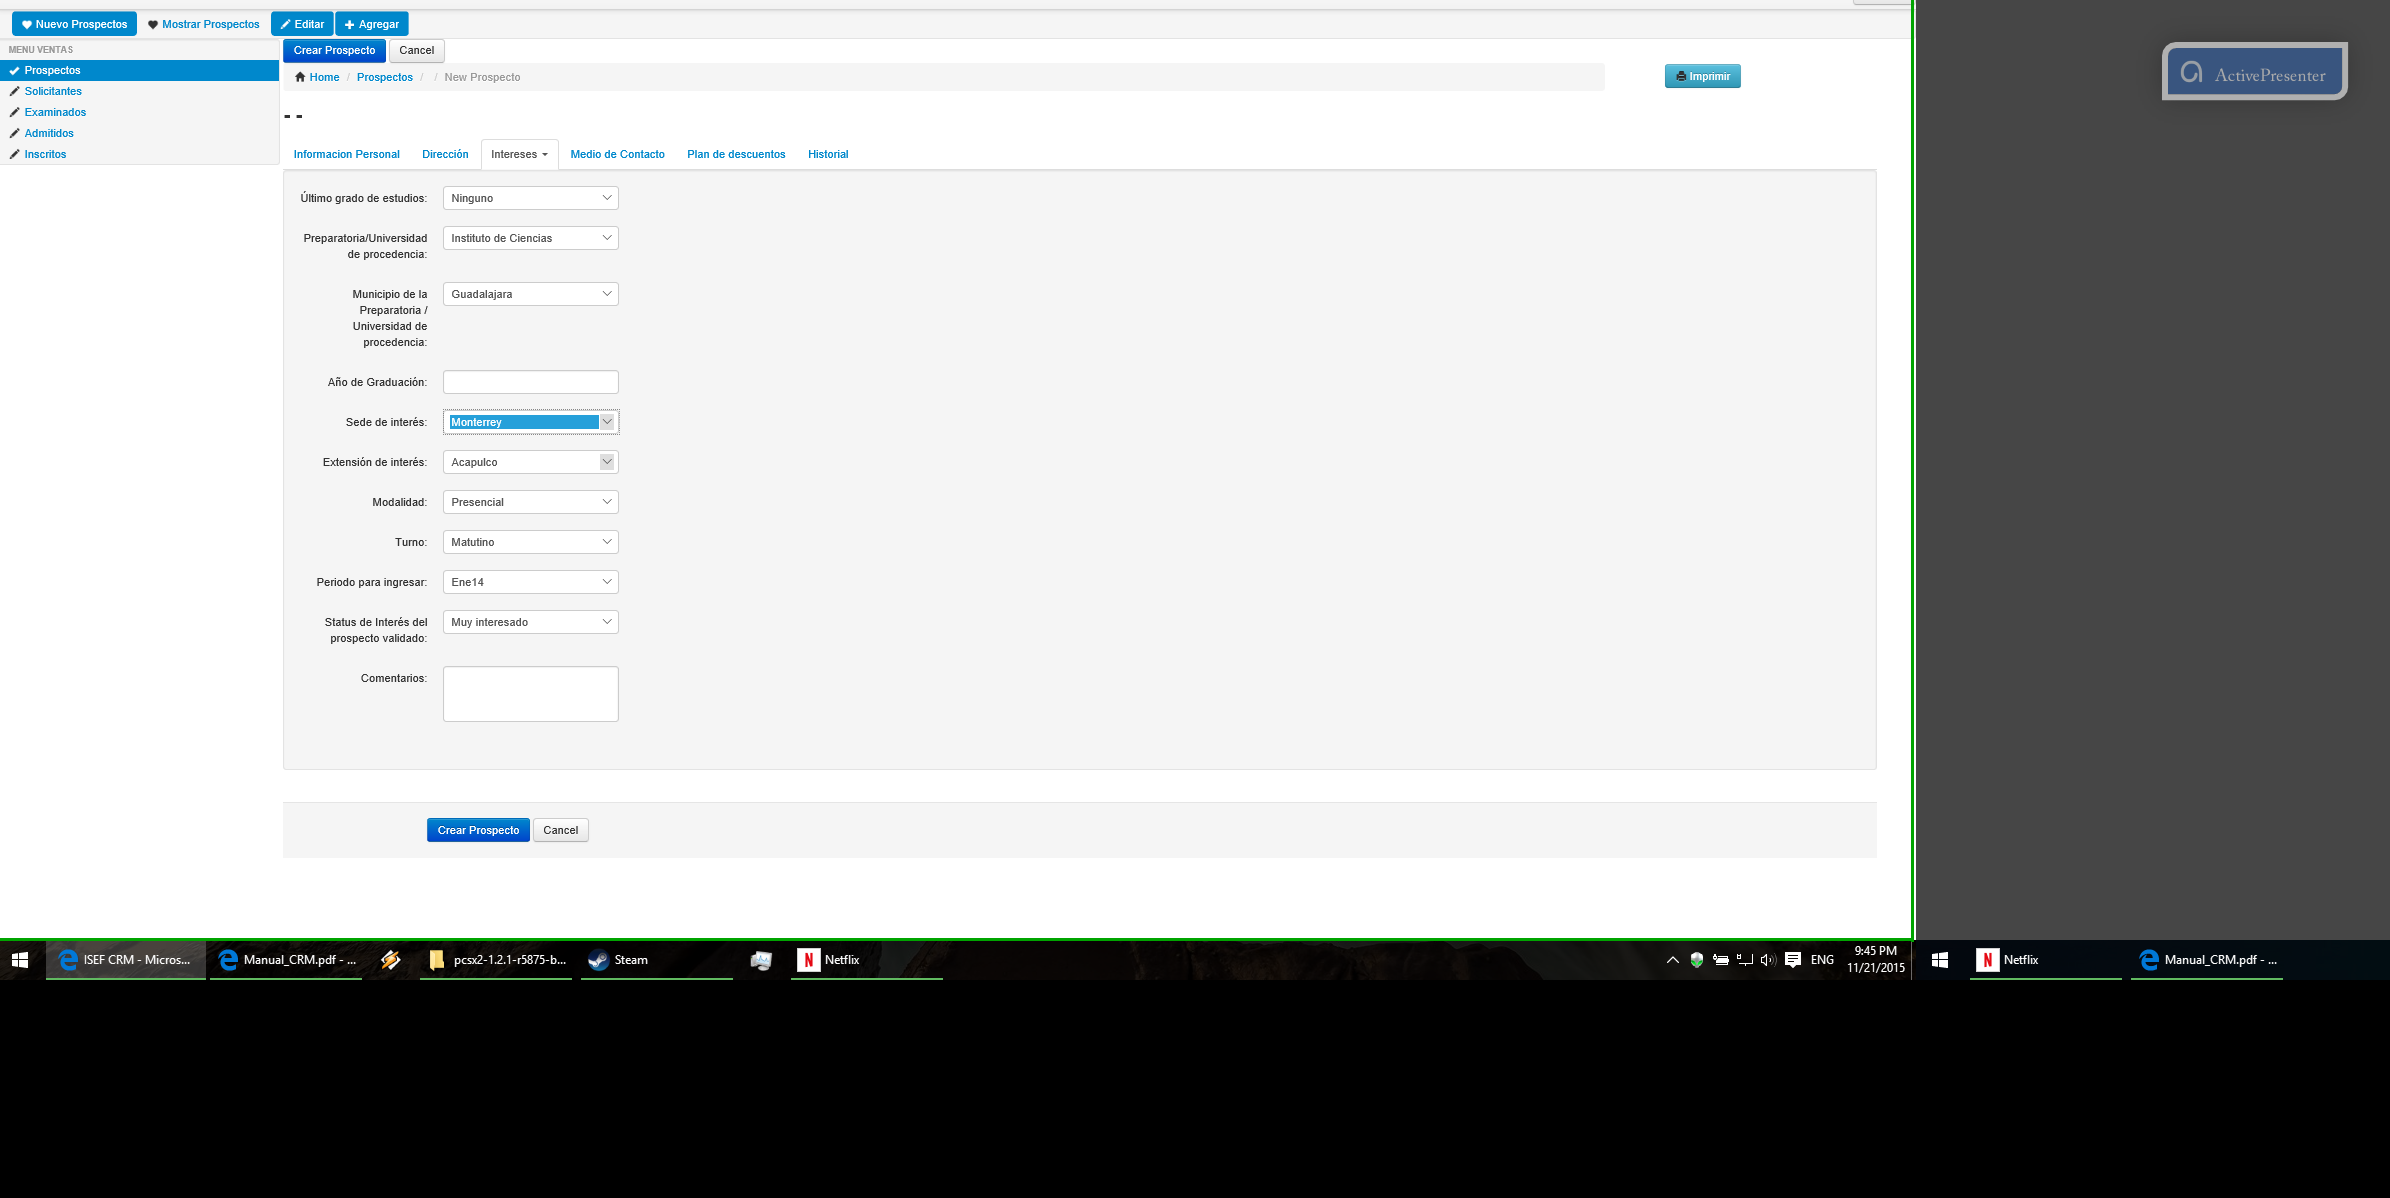 Nuevo Prospectos
Mostrar Prospectos
Editar
Agregar
MENU VENTAS
Prospectos
Solicitantes
Examinados
Admitidos
Inscritos
Crear Prospecto
Cancel
Home / Prospectos / / New Prospecto
Imprimir
ActivePresenter
- -
Informacion Personal
Dirección
Intereses
Medio de Contacto
Plan de descuentos
Historial
Último grado de estudios:
Ninguno
Preparatoria/Universidad
de procedencia:
Instituto de Ciencias
Municipio de la
Preparatoria /
Universidad de
procedencia:
Guadalajara
Año de Graduación:
Sede de interés:
Monterrey
Extensión de interés:
Acapulco
Modalidad:
Presencial
Turno:
Matutino
Periodo para ingresar:
Ene14
Status de Interés del
prospecto validado:
Muy interesado
Comentarios:
Crear Prospecto
Cancel
ISEF CRM - Micros...
Manual_CRM.pdf - ...
pcsx2-1.2.1-r5875-b...
Steam
N Netflix
ENG
9:45 PM
11/21/2015
N Netflix
Manual_CRM.pdf - ...